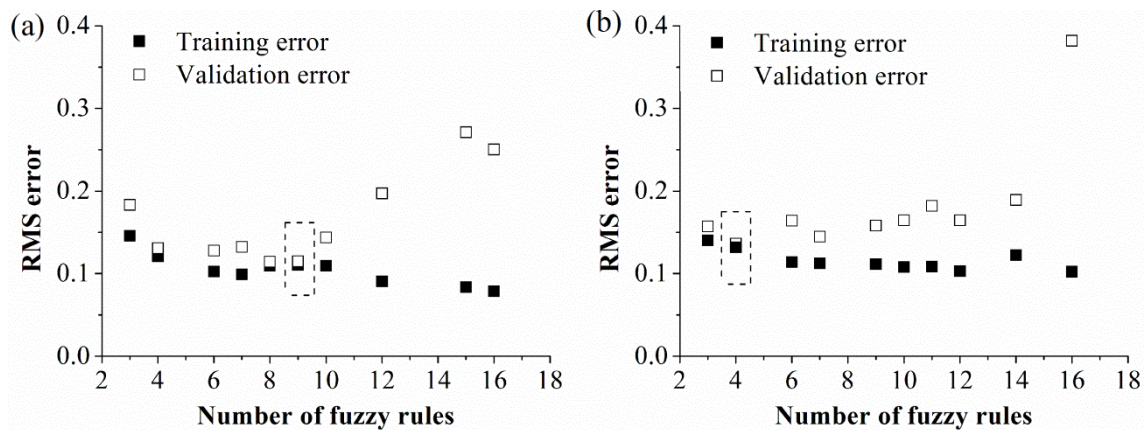 (a)
0.4
Training error
Validation error
0.3
RMS error
0.2
0.1
0.0
2 4 6 8 10 12 14 16 18
Number of fuzzy rules
(b)
0.4
Training error
Validation error
0.3
RMS error
0.2
0.1
0.0
2 4 6 8 10 12 14 16 18
Number of fuzzy rules